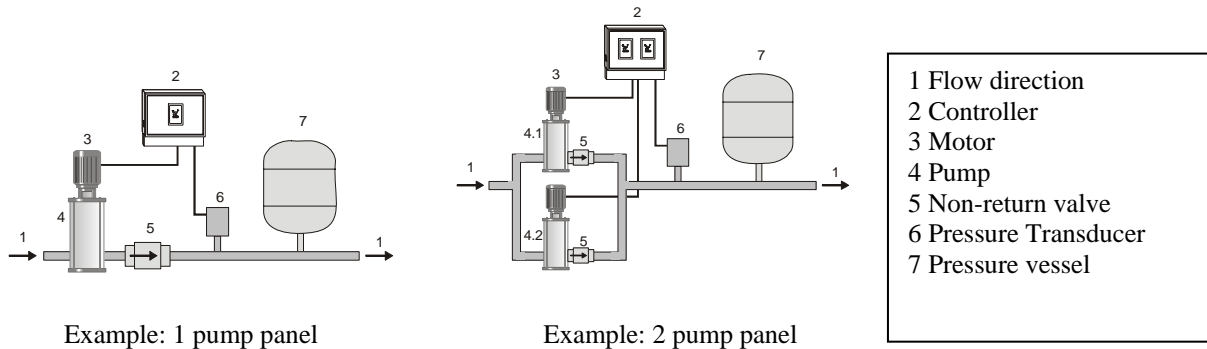 2
3
4
1
5
6
7
1
Example: 1 pump panel
2
3
4.1
5
6
7
1
1
4.2
5
Example: 2 pump panel
1 Flow direction
2 Controller
3 Motor
4 Pump
5 Non-return valve
6 Pressure Transducer
7 Pressure vessel